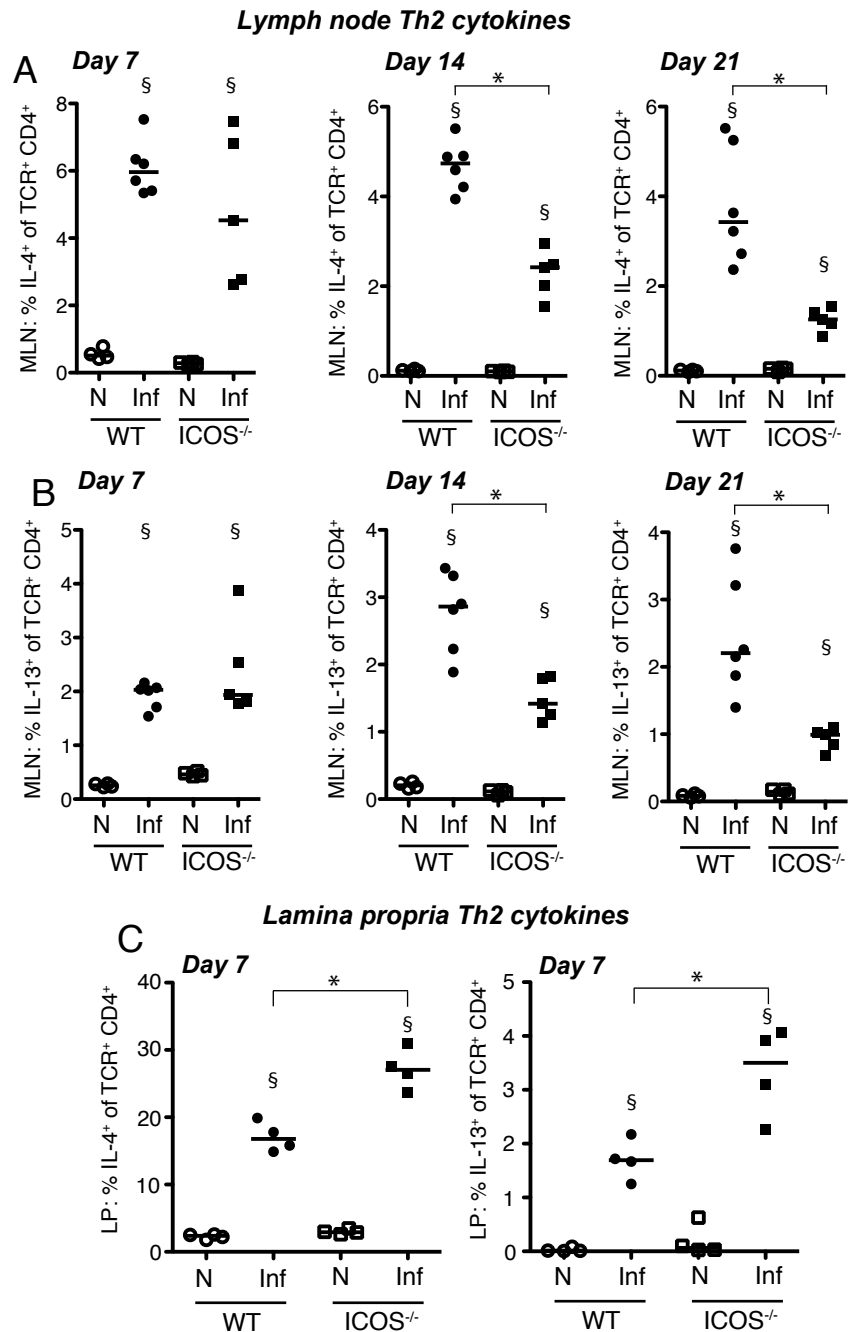 Lymph node Th2 cytokines
A
Day 7
Day 14
Day 21
MLN: % IL-4⁺ of TCR⁺ CD4⁺
8
6
4
2
0
§
§
N Inf N Inf
WT ICOS⁻/⁻
MLN: % IL-4⁺ of TCR⁺ CD4⁺
6
4
2
0
*
§
§
N Inf N Inf
WT ICOS⁻/⁻
MLN: % IL-4⁺ of TCR⁺ CD4⁺
6
4
2
0
*
§
§
N Inf N Inf
WT ICOS⁻/⁻
B
Day 7
Day 14
Day 21
MLN: % IL-13⁺ of TCR⁺ CD4⁺
5
4
3
2
1
0
§
§
N Inf N Inf
WT ICOS⁻/⁻
MLN: % IL-13⁺ of TCR⁺ CD4⁺
4
3
2
1
0
*
§
§
N Inf N Inf
WT ICOS⁻/⁻
MLN: % IL-13⁺ of TCR⁺ CD4⁺
4
3
2
1
0
*
§
§
N Inf N Inf
WT ICOS⁻/⁻
Lamina propria Th2 cytokines
C
Day 7
Day 7
LP: % IL-4⁺ of TCR⁺ CD4⁺
40
30
20
10
0
*
§
§
N Inf N Inf
WT ICOS⁻/⁻
LP: % IL-13⁺ of TCR⁺ CD4⁺
5
4
3
2
1
0
*
§
§
N Inf N Inf
WT ICOS⁻/⁻